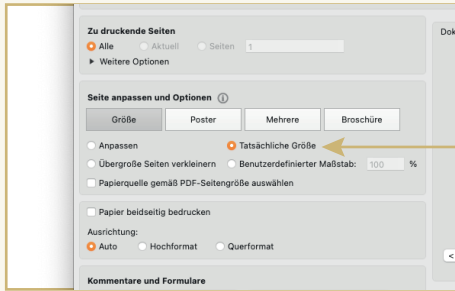 Zu druckende Seiten
Alle Aktuell Seiten 1
Weitere Optionen
Seite anpassen und Optionen
Größe Poster Mehrere Broschüre
Anpassen Tatsächliche Größe
Übergroße Seiten verkleinern Benutzerdefinierter Maßstab: 100 %
Papierquelle gemäß PDF-Seitengröße auswählen
Papier beidseitig bedrucken
Ausrichtung:
Auto Hochformat Querformat
Kommentare und Formulare
Dok
<